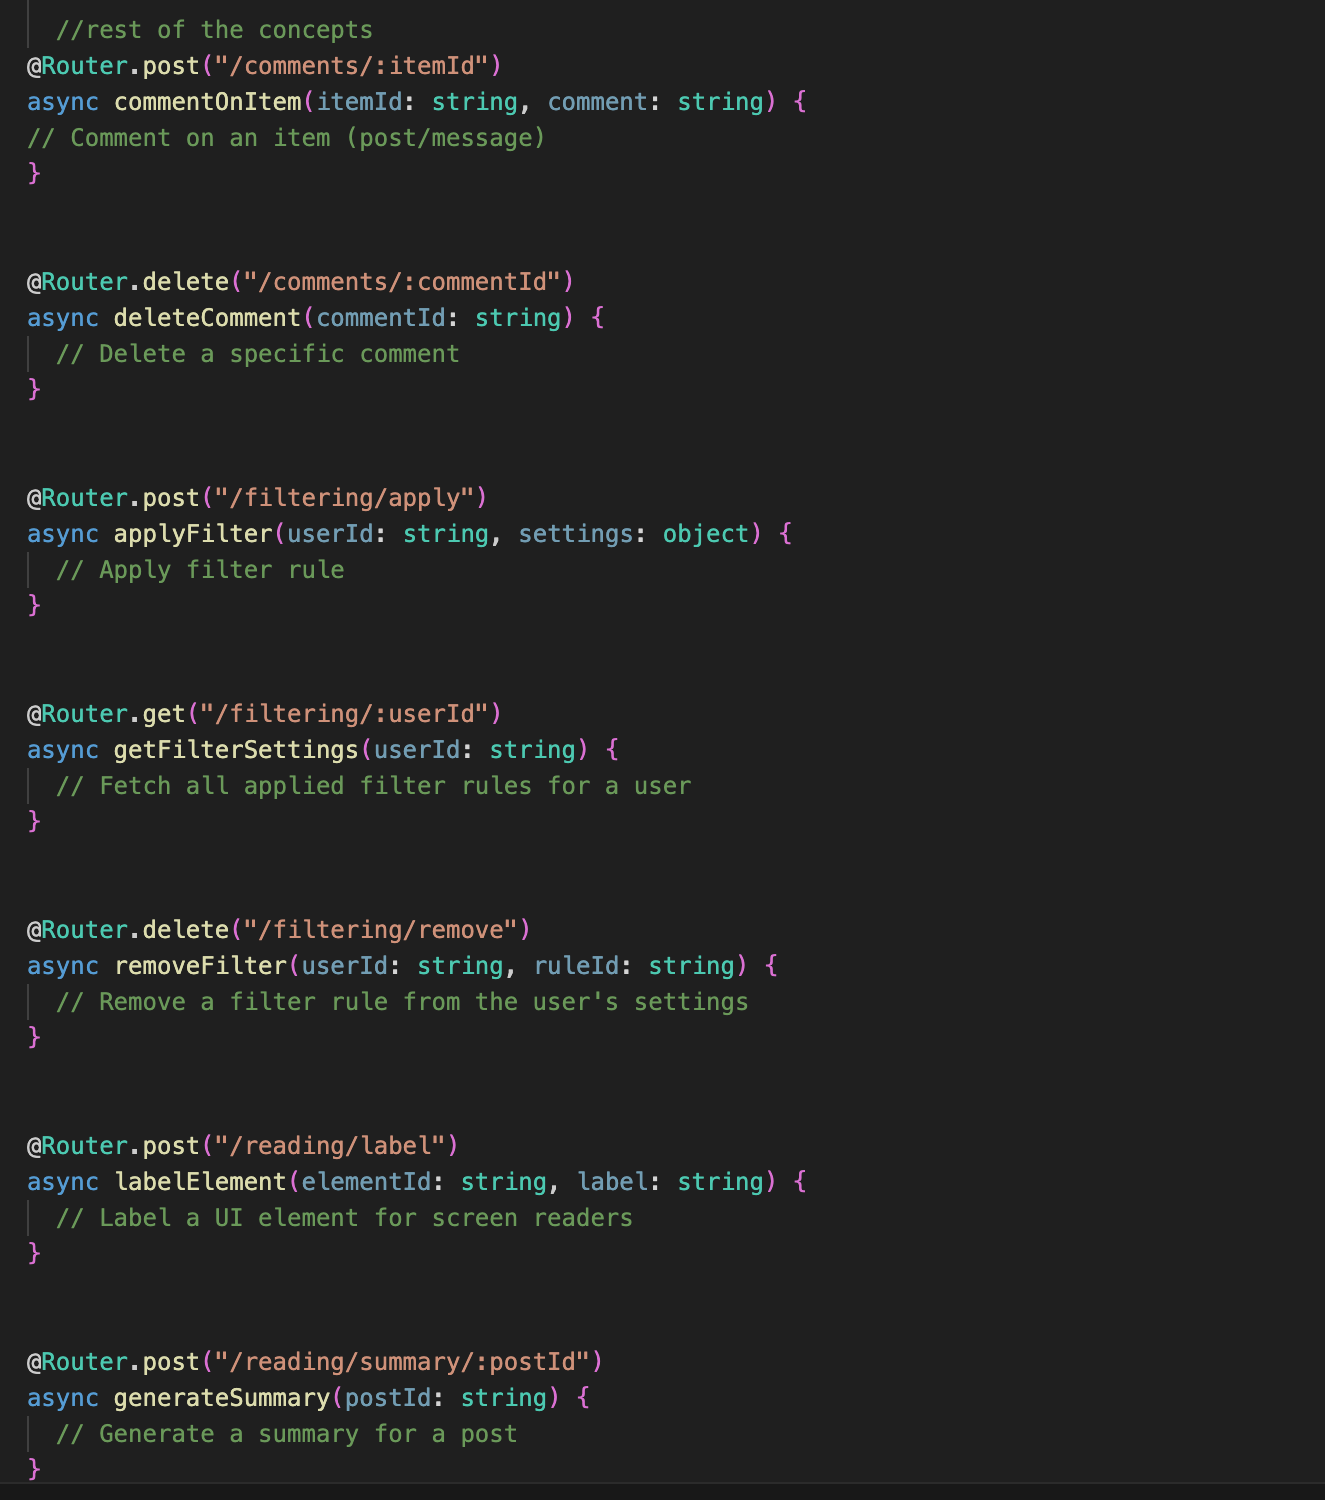 //rest of the concepts
@Router.post("/comments/:itemId")
async commentOnItem(itemId: string, comment: string) {
// Comment on an item (post/message)
}
@Router.delete("/comments/:commentId")
async deleteComment(commentId: string) {
// Delete a specific comment
}
@Router.post("/filtering/apply")
async applyFilter(userId: string, settings: object) {
// Apply filter rule
}
@Router.get("/filtering/:userId")
async getFilterSettings(userId: string) {
// Fetch all applied filter rules for a user
}
@Router.delete("/filtering/remove")
async removeFilter(userId: string, ruleId: string) {
// Remove a filter rule from the user's settings
}
@Router.post("/reading/label")
async labelElement(elementId: string, label: string) {
// Label a UI element for screen readers
}
@Router.post("/reading/summary/:postId")
async generateSummary(postId: string) {
// Generate a summary for a post
}